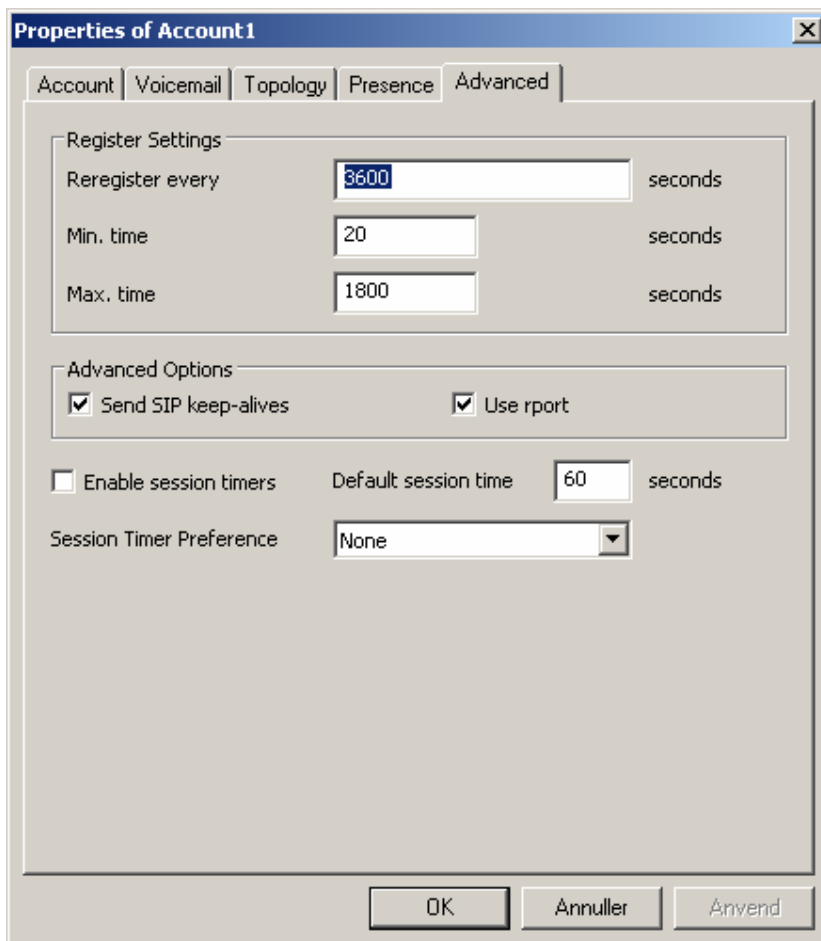 Properties of Account1
Account Voicemail Topology Presence Advanced
Register Settings
Reregister every 3600 seconds
Min. time 20 seconds
Max. time 1800 seconds
Advanced Options
Send SIP keep-alives Use rport
Enable session timers Default session time 60 seconds
Session Timer Preference None
OK Annuller Anvend